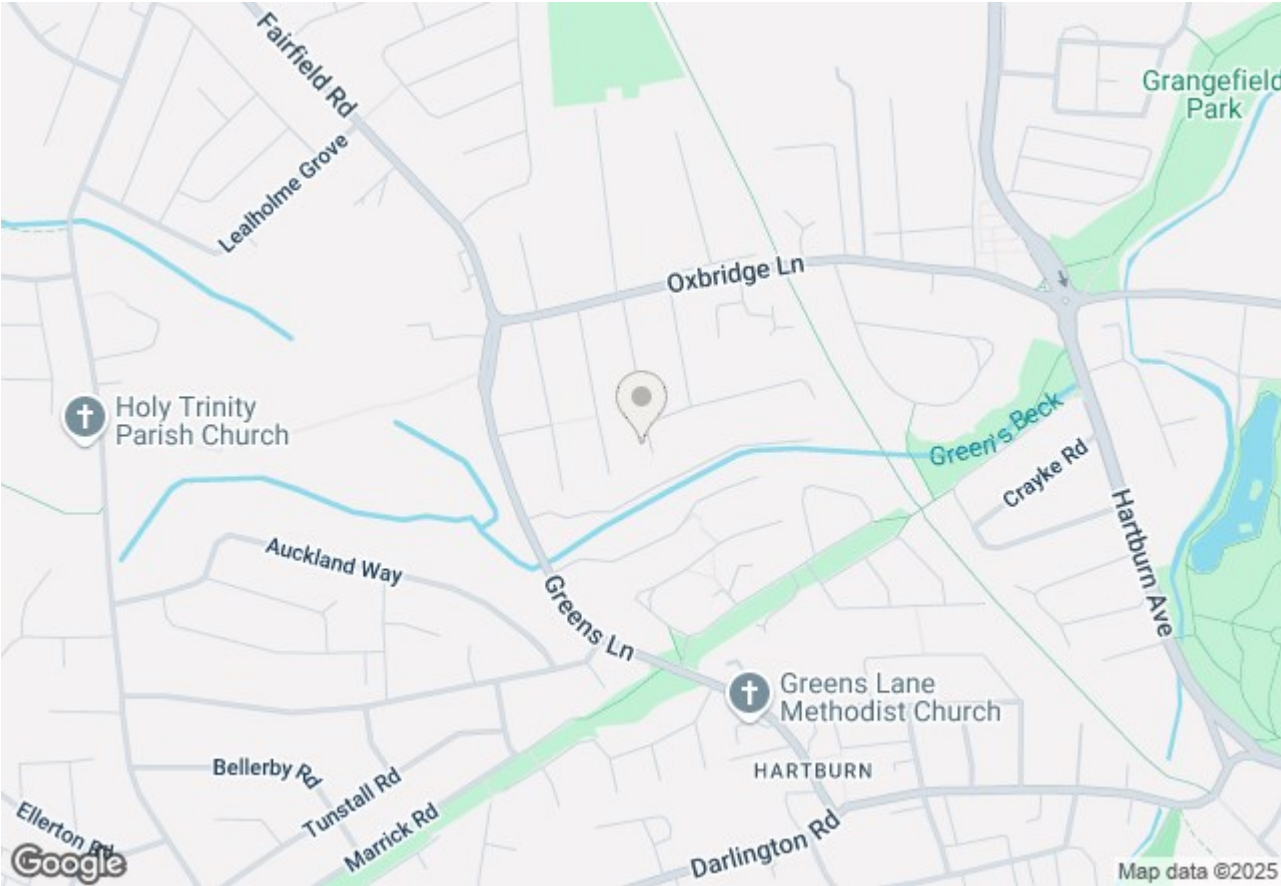 Fairfield Rd
Grangefield
Park
Lealholme Grove
Oxbridge Ln
Holy Trinity
Parish Church
Green's Beck
Crayke Rd
Hartburn Ave
Auckland Way
Greens Ln
Greens Lane
Methodist Church
HARTBURN
Bellerby Rd
Tunstall Rd
Marrick Rd
Ellerton Rd
Darlington Rd
Google
Map data ©2025